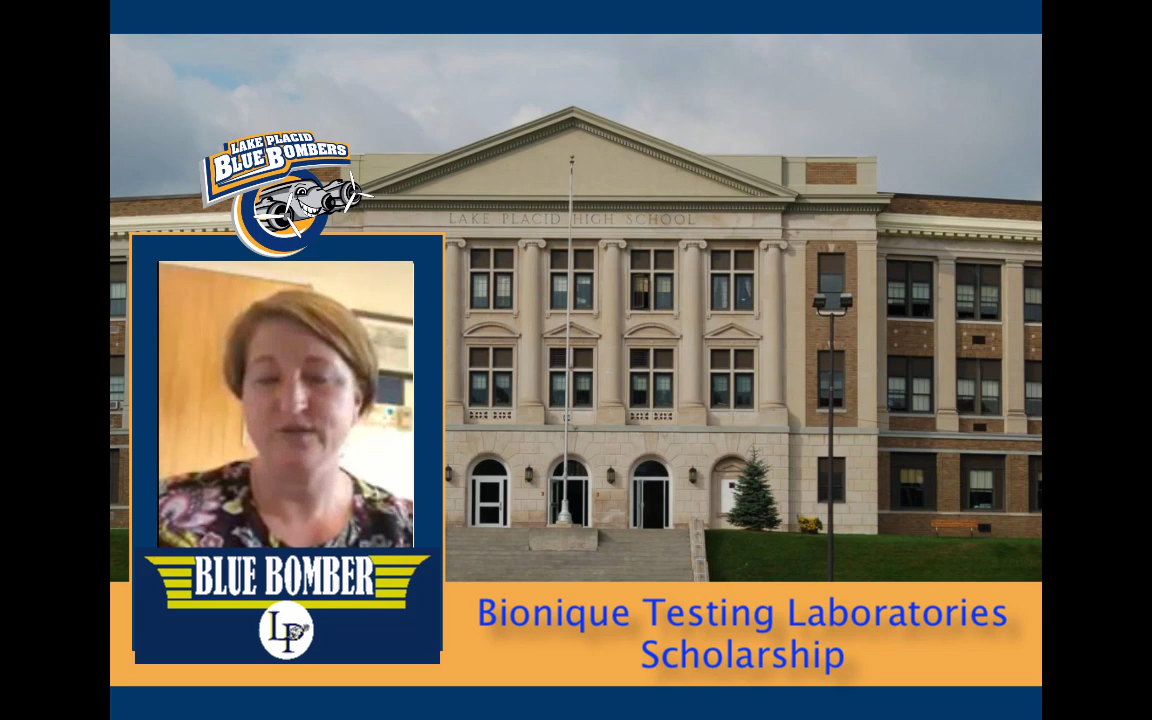 LAKE PLACID
BLUE BOMBERS
LAKE PLACID HIGH SCHOOL
BLUE BOMBER
LP
Bionique Testing Laboratories
Scholarship